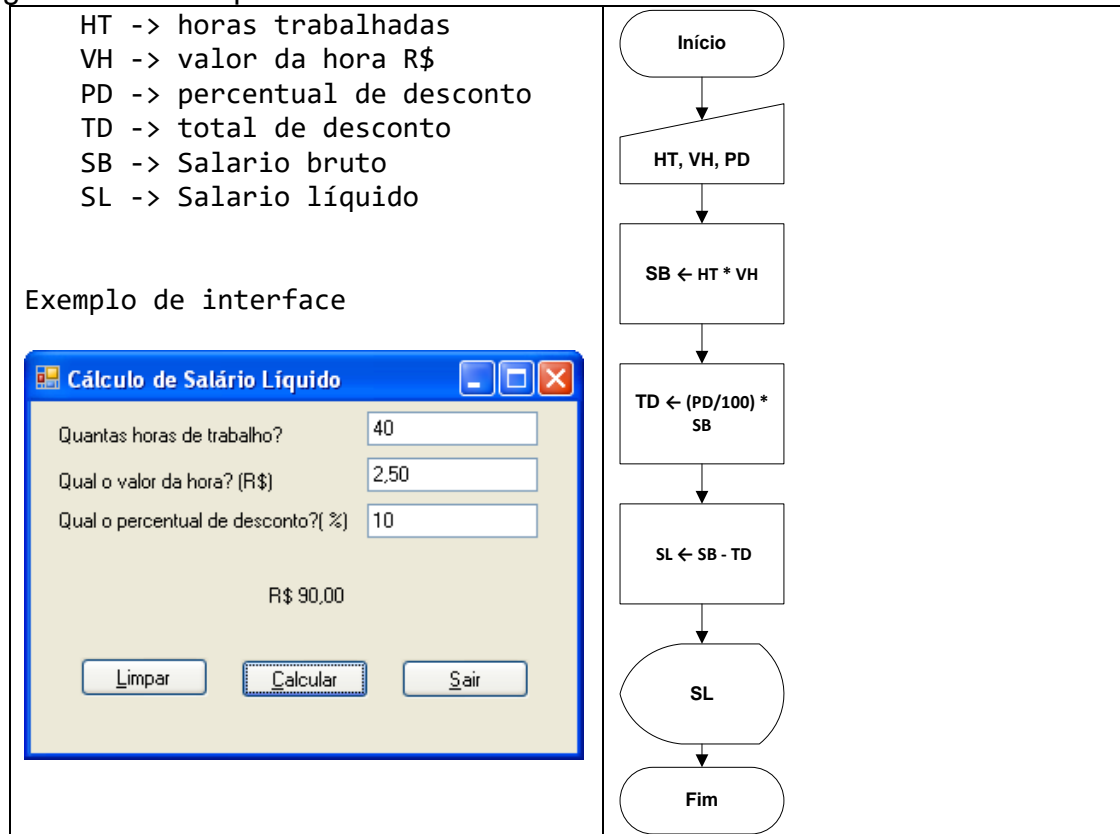 HT -> horas trabalhadas
VH -> valor da hora R$
PD -> percentual de desconto
TD -> total de desconto
SB -> Salario bruto
SL -> Salario líquido
Exemplo de interface
Cálculo de Salário Líquido
Quantas horas de trabalho?
40
Qual o valor da hora? (R$)
2,50
Qual o percentual de desconto?( %)
10
R$ 90,00
Limpar
Calcular
Sair
Início
HT, VH, PD
SB ← HT * VH
TD ← (PD/100) *
SB
SL ← SB - TD
SL
Fim